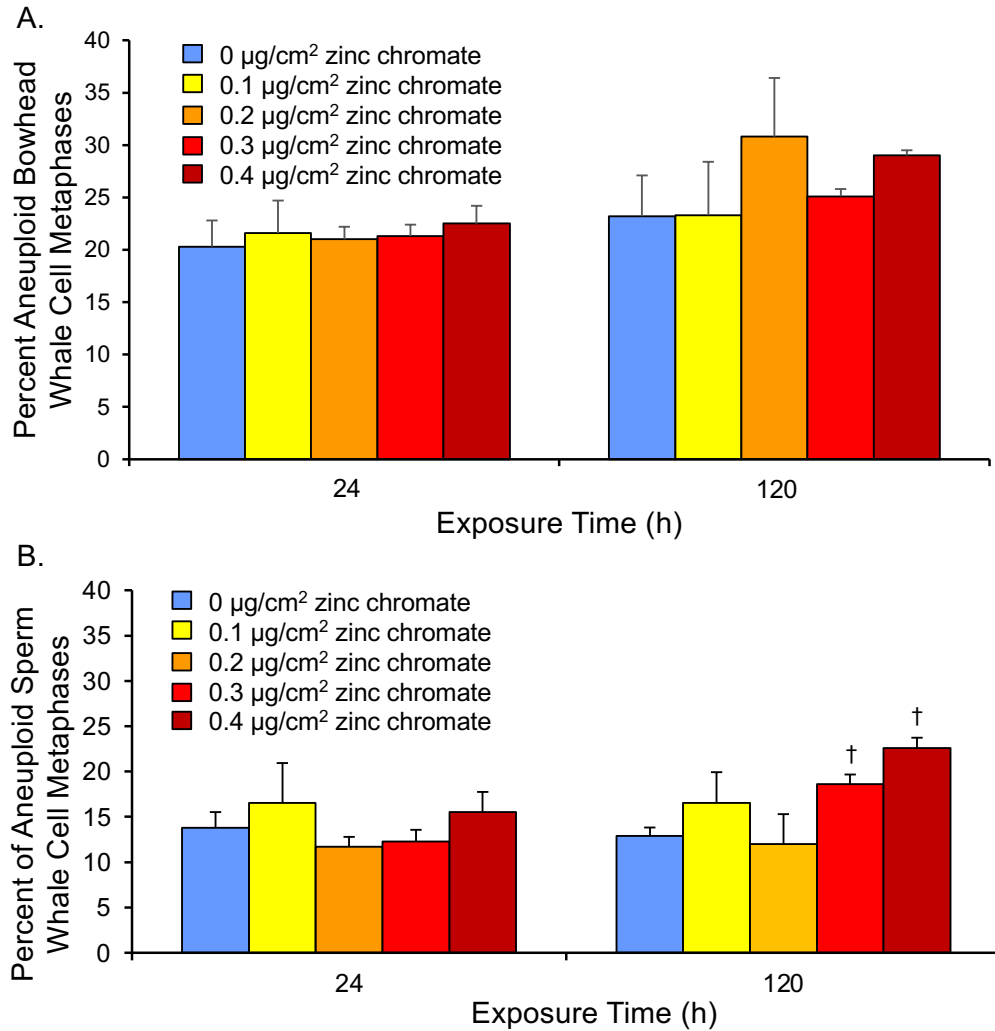 A.
Percent Aneuploid Bowhead
Whale Cell Metaphases
40
35
30
25
20
15
10
5
0
0 µg/cm² zinc chromate
0.1 µg/cm² zinc chromate
0.2 µg/cm² zinc chromate
0.3 µg/cm² zinc chromate
0.4 µg/cm² zinc chromate
24
120
Exposure Time (h)
B.
Percent of Aneuploid Sperm
Whale Cell Metaphases
40
35
30
25
20
15
10
5
0
0 µg/cm² zinc chromate
0.1 µg/cm² zinc chromate
0.2 µg/cm² zinc chromate
0.3 µg/cm² zinc chromate
0.4 µg/cm² zinc chromate
†
†
24
120
Exposure Time (h)